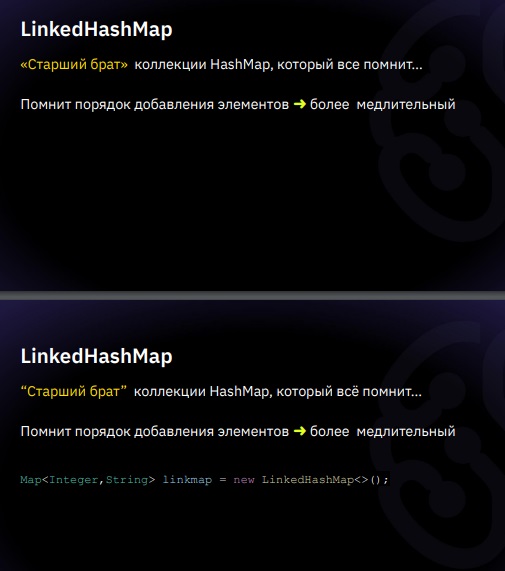 LinkedHashMap
«Старший брат» коллекции HashMap, который все помнит...
Помнит порядок добавления элементов ➜ более медлительный
LinkedHashMap
“Старший брат” коллекции HashMap, который всё помнит...
Помнит порядок добавления элементов ➜ более медлительный
Map<Integer,String> linkmap = new LinkedHashMap<>();